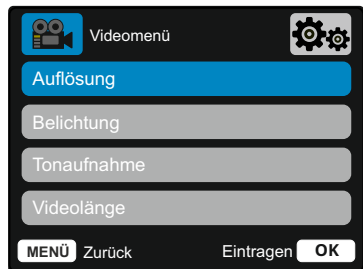 Videomenü
Auflösung
Belichtung
Tonaufnahme
Videolänge
MENÜ Zurück Eintragen OK